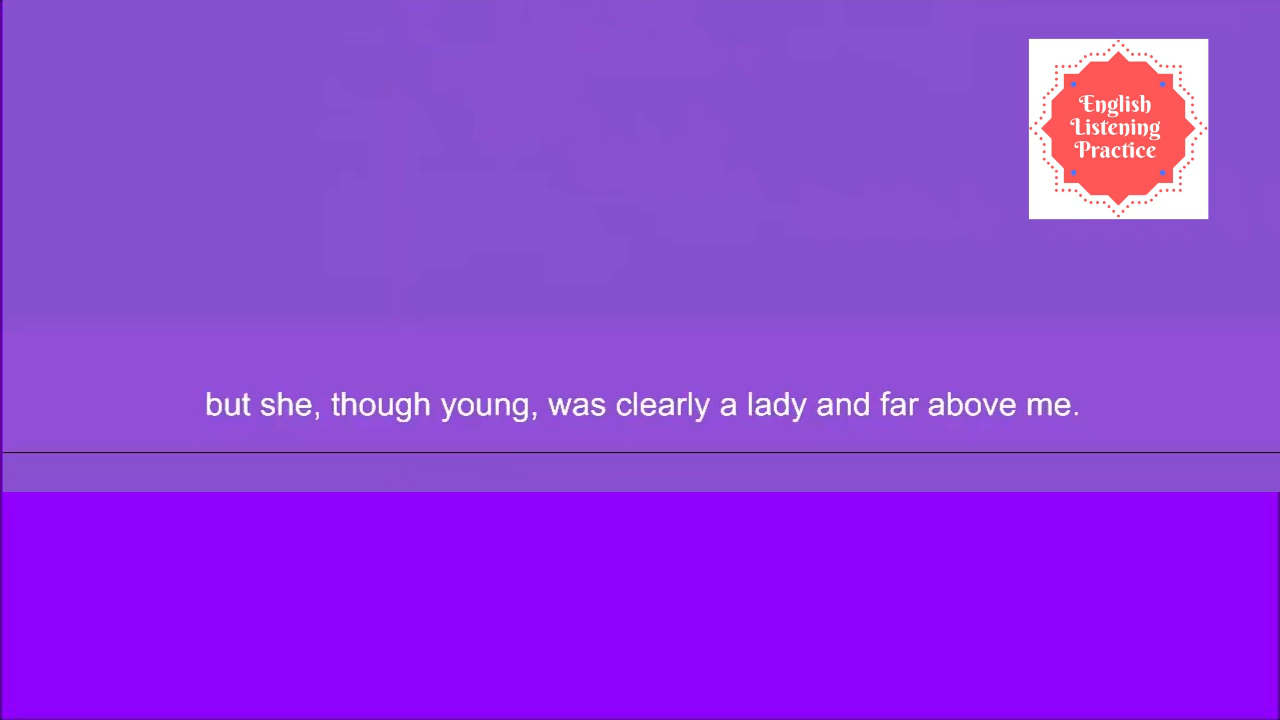 English
Listening
Practice
but she, though young, was clearly a lady and far above me.